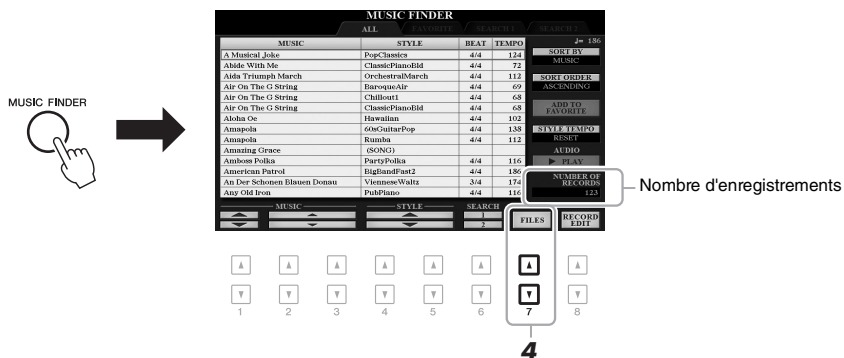 MUSIC FINDER
MUSIC FINDER
ALL FAVORITE SEARCH 1 SEARCH 2
MUSIC STYLE BEAT TEMPO ♩= 186
A Musical Joke PopClassics 4/4 124
Abide With Me ClassicPianoBld 4/4 72
Aida Triumph March OrchestralMarch 4/4 112
Air On The G String BaroqueAir 4/4 69
Air On The G String Chillout1 4/4 68
Air On The G String ClassicPianoBld 4/4 68
Aloha Oe Hawaiian 4/4 102
Amapola 60sGuitarPop 4/4 138
Amapola Rumba 4/4 112
Amazing Grace (SONG)
Amboss Polka PartyPolka 4/4 116
American Patrol BigBandFast2 4/4 186
An Der Schonen Blauen Donau VienneseWaltz 3/4 174
Any Old Iron PubPiano 4/4 116
SORT BY
MUSIC
SORT ORDER
ASCENDING
ADD TO
FAVORITE
STYLE TEMPO
RESET
AUDIO
PLAY
NUMBER OF
RECORDS
123
Nombre d'enregistrements
MUSIC STYLE SEARCH
1
2
FILES
RECORD
EDIT
1 2 3 4 5 6 7 8
4